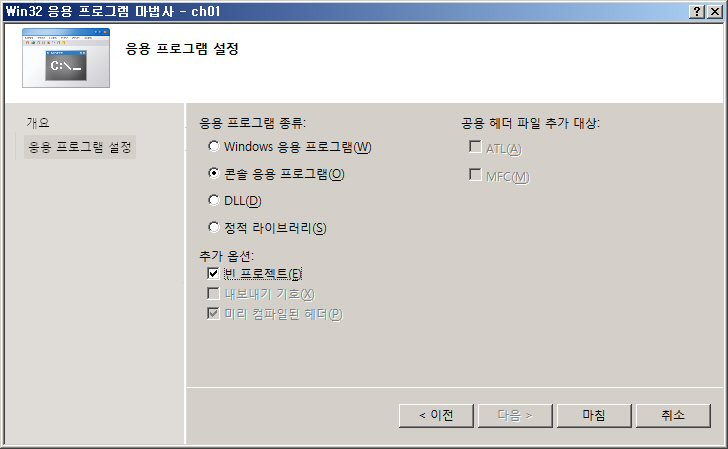 Win32 응용 프로그램 마법사 - ch01
C:\_
응용 프로그램 설정
개요
응용 프로그램 설정
응용 프로그램 종류:
Windows 응용 프로그램(W)
콘솔 응용 프로그램(O)
DLL(D)
정적 라이브러리(S)
추가 옵션:
빈 프로젝트(E)
내보내기 기호(X)
미리 컴파일된 헤더(P)
공용 헤더 파일 추가 대상:
ATL(A)
MFC(M)
< 이전
다음 >
마침
취소